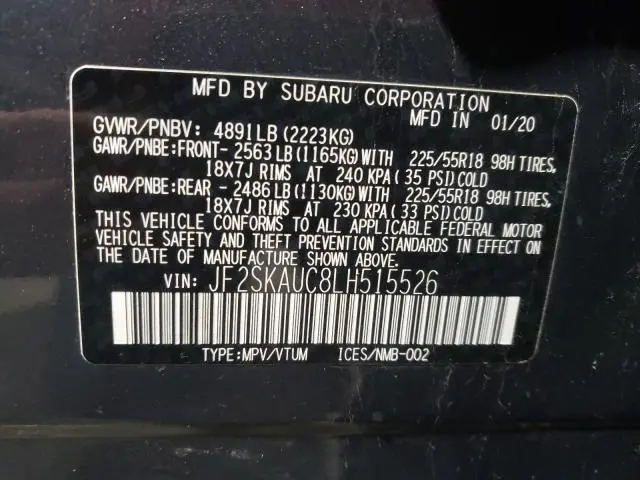 MFD BY SUBARU CORPORATION
MFD IN 01/20
GVWR/PNBV: 4891LB(2223KG)
GAWR/PNBE:FRONT- 2563LB(1165KG)WITH 225/55R18 98H TIRES,
18X7J RIMS AT 240 KPA(35 PSI)COLD
GAWR/PNBE:REAR - 2486LB(1130KG)WITH 225/55R18 98H TIRES,
18X7J RIMS AT 230 KPA(33 PSI)COLD
THIS VEHICLE CONFORMS TO ALL APPLICABLE FEDERAL MOTOR
VEHICLE SAFETY AND THEFT PREVENTION STANDARDS IN EFFECT ON
THE DATE OF MANUFACTURE SHOWN ABOVE.
VIN: JF2SKAUC8LH515526
TYPE:MPV/VTUM ICES/NMB-002